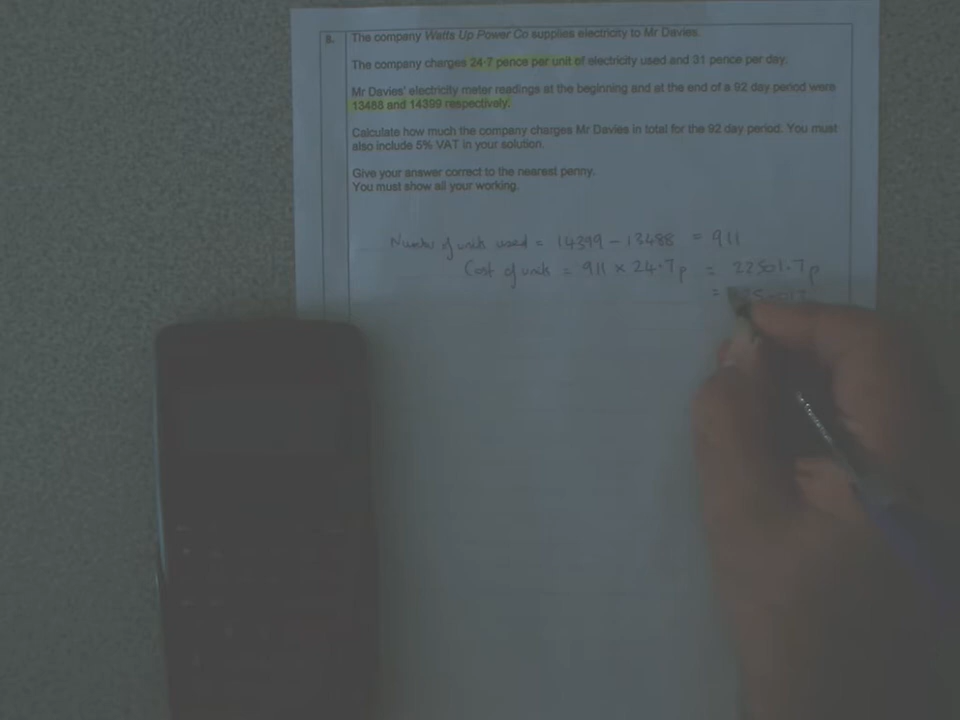 8. The company Watts Up Power Co supplies electricity to Mr Davies.
The company charges 24·7 pence per unit of electricity used and 31 pence per day.
Mr Davies' electricity meter readings at the beginning and at the end of a 92 day period were
13488 and 14399 respectively.
Calculate how much the company charges Mr Davies in total for the 92 day period. You must
also include 5% VAT in your solution.
Give your answer correct to the nearest penny.
You must show all your working.
Number of units used = 14399 - 13488 = 911
Cost of units = 911 × 24.7p = 22501.7p
=